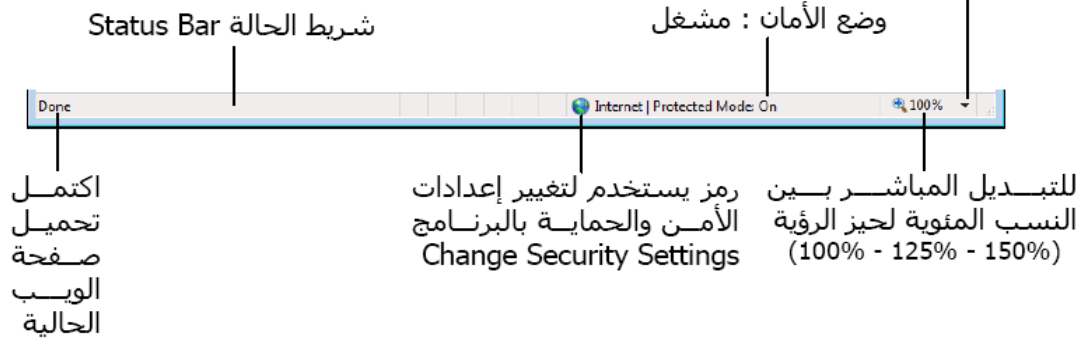 شريط الحالة Status Bar
وضع الأمان : مشغل
Done
Internet | Protected Mode: On
100%
اكتمل
تحميل
صفحة
الويب
الحالية
رمز يستخدم لتغيير إعدادات
الأمن والحماية بالبرنامج
Change Security Settings
للتبديل المباشر بين
النسب المئوية لحيز الرؤية
(100% - 125% - 150%)